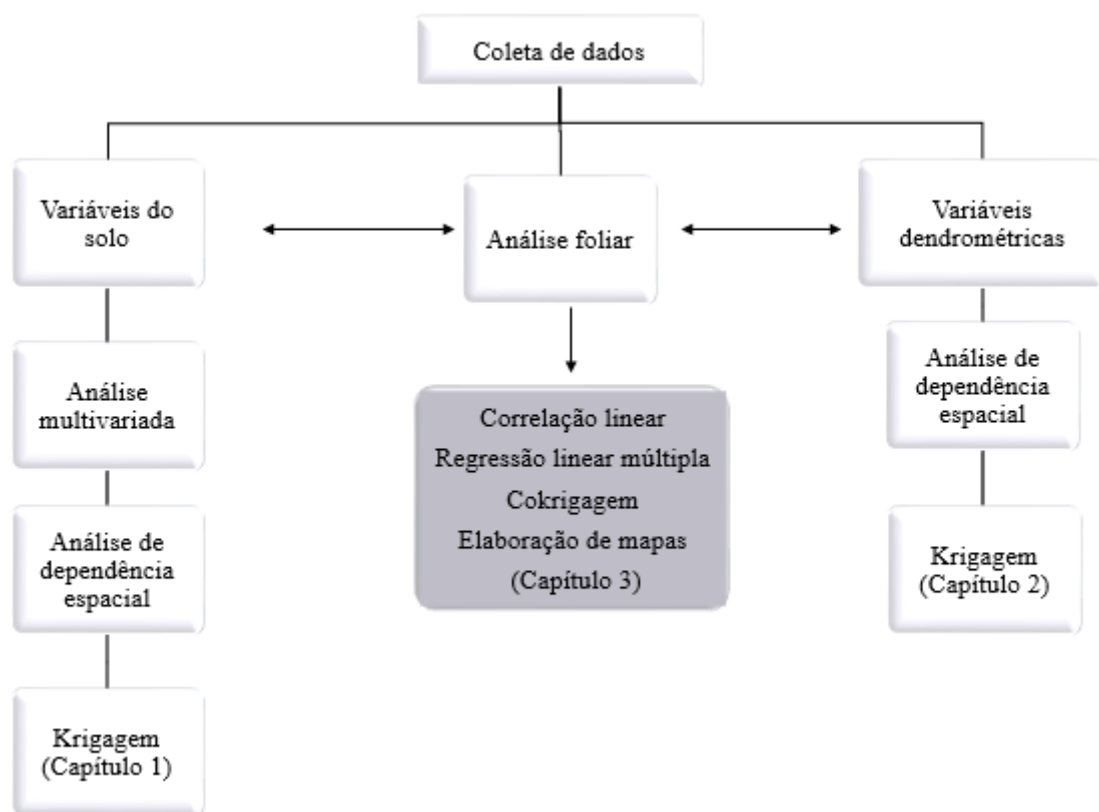 Coleta de dados
Variáveis do
solo
Análise foliar
Variáveis
dendrométricas
Análise
multivariada
Análise de
dependência
espacial
Krigagem
(Capítulo 1)
Correlação linear
Regressão linear múltipla
Cokrigagem
Elaboração de mapas
(Capítulo 3)
Análise de
dependência
espacial
Krigagem
(Capítulo 2)